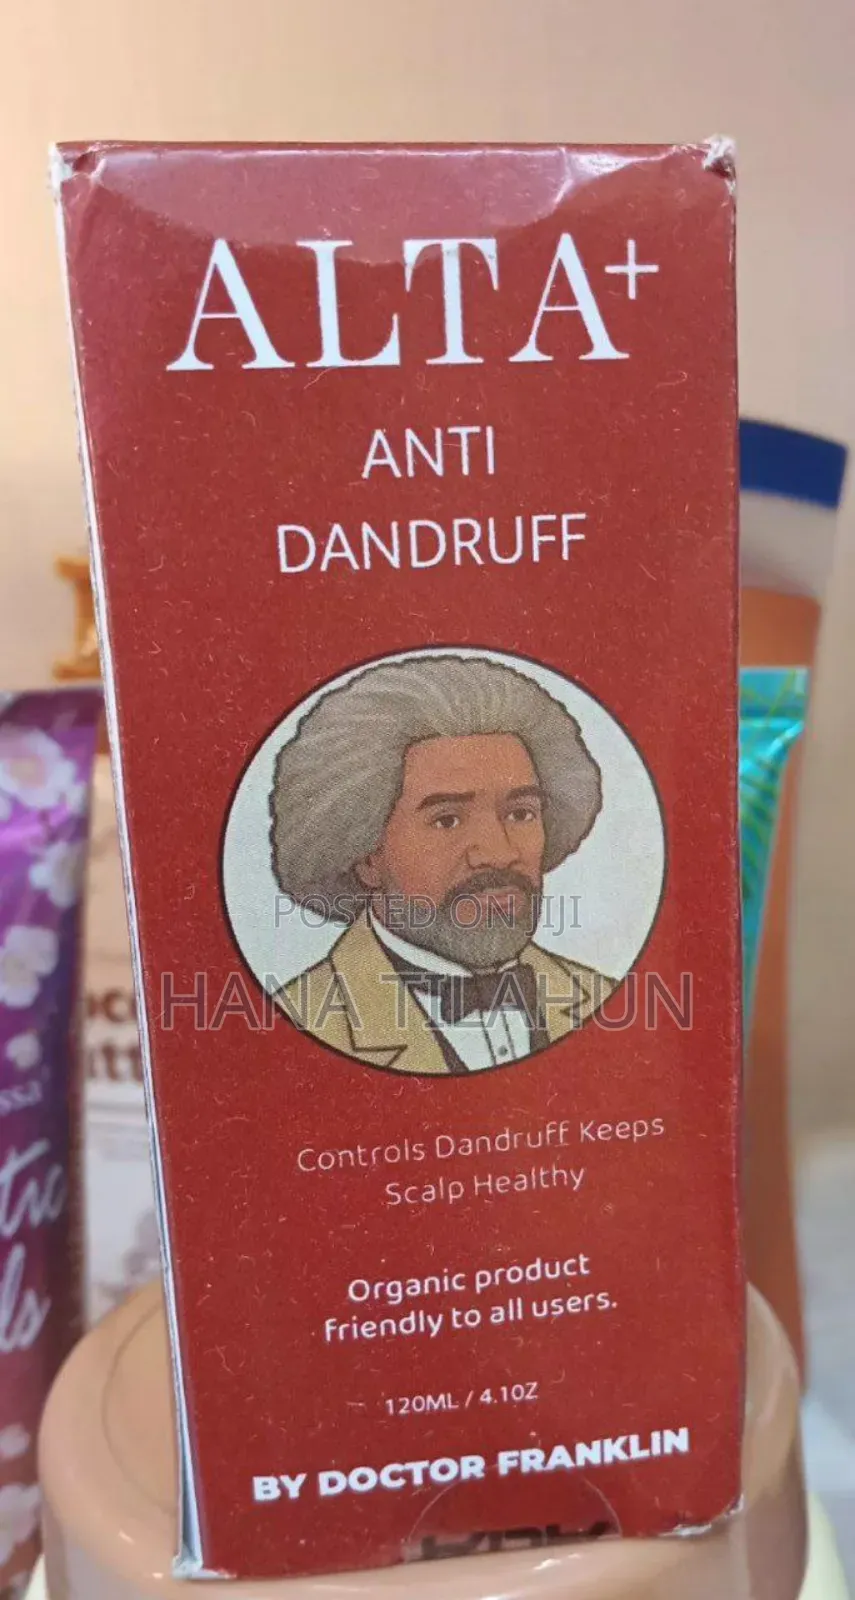 ALTA+
ANTI
DANDRUFF
POSTED ON JIJI
HANA TILAHUN
Controls Dandruff Keeps
Scalp Healthy
Organic product
friendly to all users.
120ML / 4.1OZ
BY DOCTOR FRANKLIN